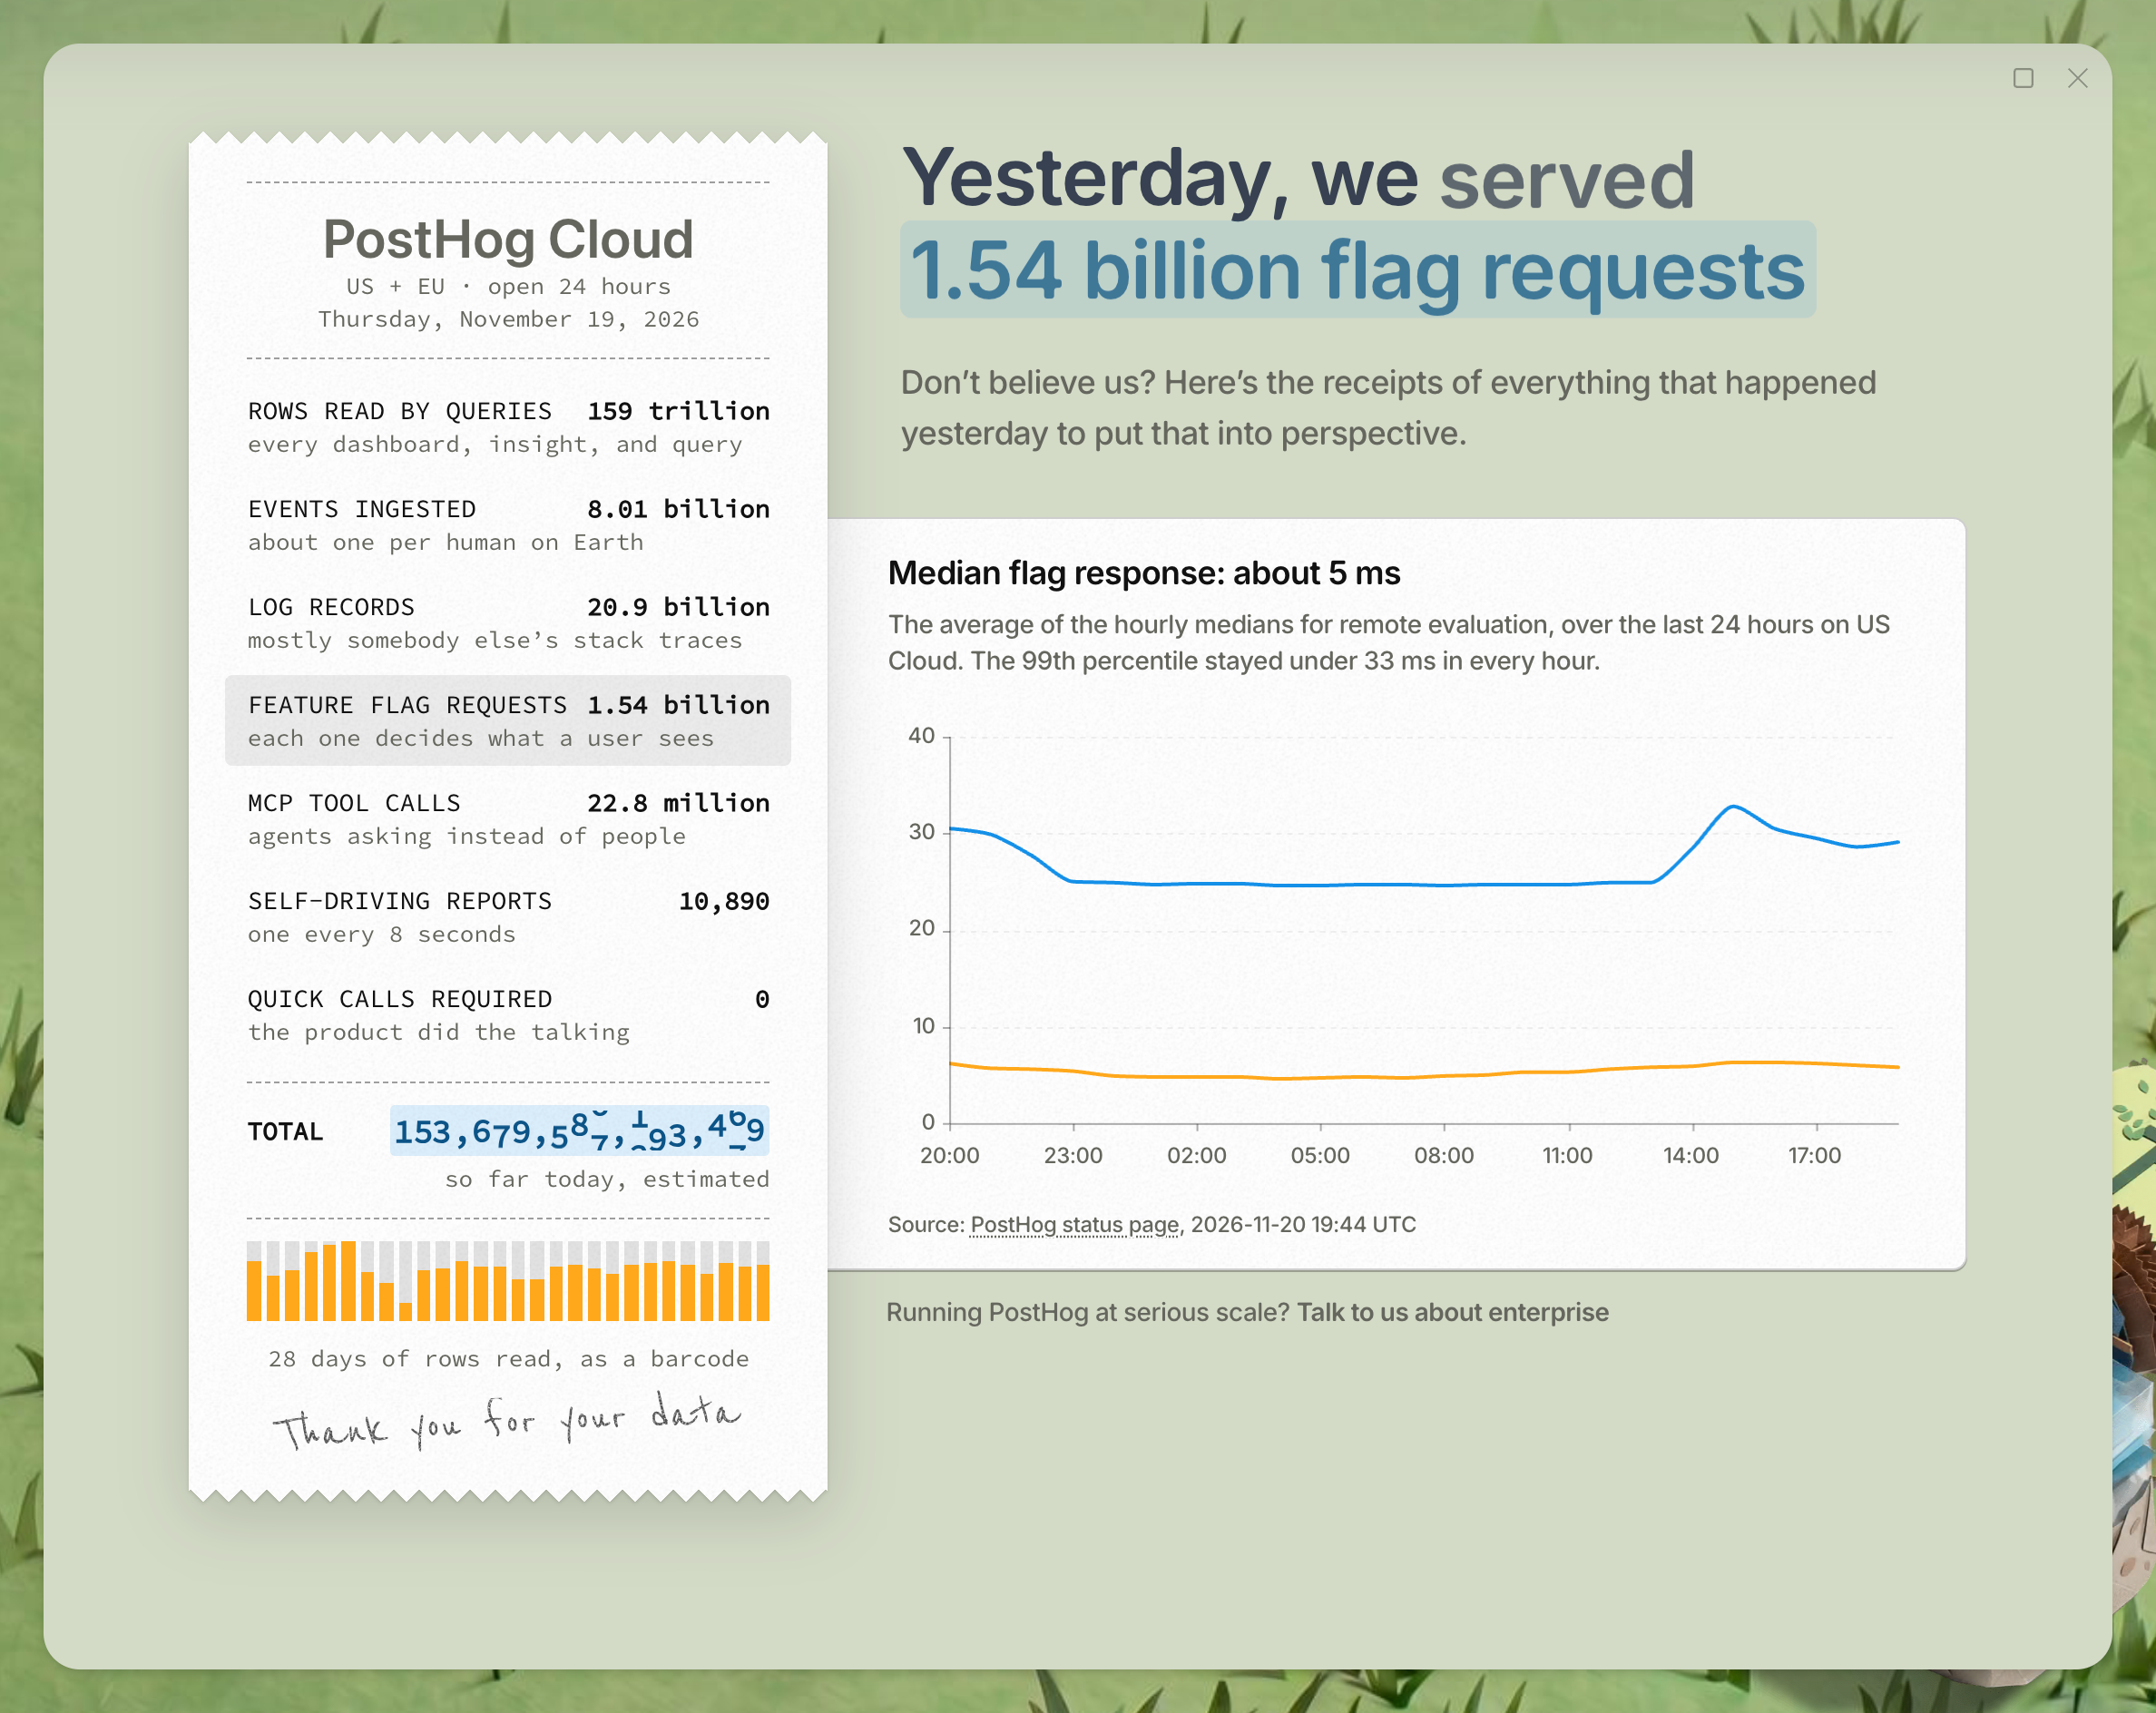 PostHog Cloud
US + EU · open 24 hours
Thursday, November 19, 2026
ROWS READ BY QUERIES 159 trillion
every dashboard, insight, and query
EVENTS INGESTED 8.01 billion
about one per human on Earth
LOG RECORDS 20.9 billion
mostly somebody else’s stack traces
FEATURE FLAG REQUESTS 1.54 billion
each one decides what a user sees
MCP TOOL CALLS 22.8 million
agents asking instead of people
SELF-DRIVING REPORTS 10,890
one every 8 seconds
QUICK CALLS REQUIRED 0
the product did the talking
TOTAL
so far today, estimated
28 days of rows read, as a barcode
Thank you for your data
Yesterday, we served
1.54 billion flag requests
Don’t believe us? Here’s the receipts of everything that happened
yesterday to put that into perspective.
Median flag response: about 5 ms
The average of the hourly medians for remote evaluation, over the last 24 hours on US
Cloud. The 99th percentile stayed under 33 ms in every hour.
40
30
20
10
0
20:00 23:00 02:00 05:00 08:00 11:00 14:00 17:00
Source: PostHog status page, 2026-11-20 19:44 UTC
Running PostHog at serious scale? Talk to us about enterprise